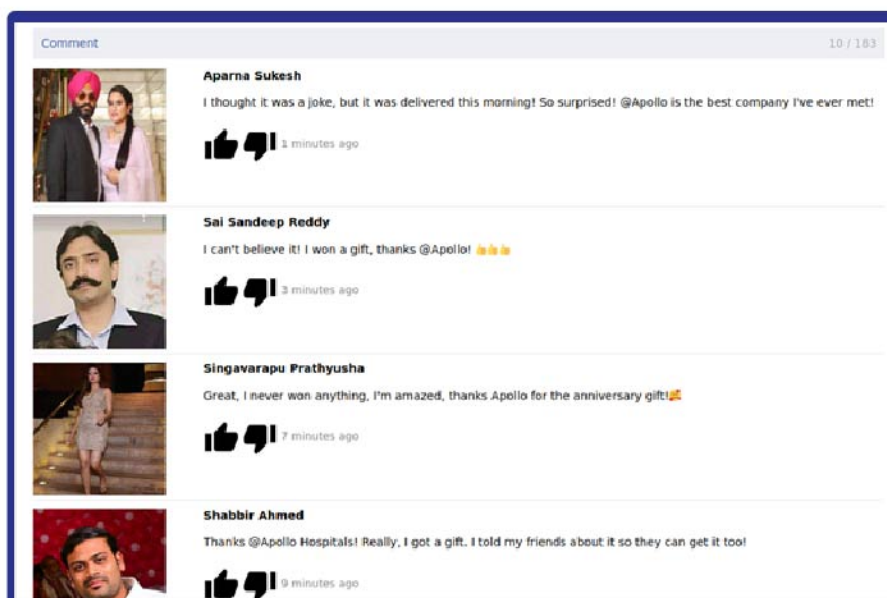 Comment
10 / 183
Aparna Sukesh
I thought it was a joke, but it was delivered this morning! So surprised! @Apollo is the best company I've ever met!
1 minutes ago
Sai Sandeep Reddy
I can't believe it! I won a gift, thanks @Apollo! 👍👍👍
3 minutes ago
Singavarapu Prathyusha
Great, I never won anything, I'm amazed, thanks Apollo for the anniversary gift!🥰
7 minutes ago
Shabbir Ahmed
Thanks @Apollo Hospitals! Really, I got a gift. I told my friends about it so they can get it too!
9 minutes ago